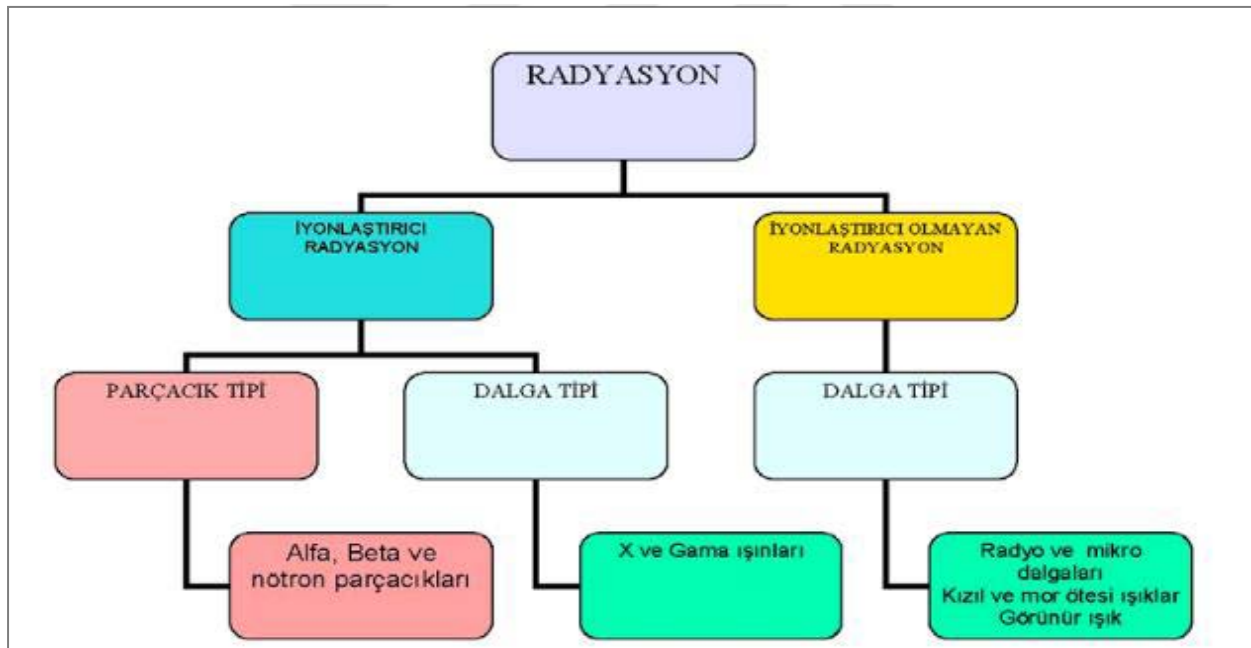 RADYASYON
İYONLAŞTIRICI
RADYASYON
İYONLAŞTIRICI OLMAYAN
RADYASYON
PARÇACIK TİPİ
DALGA TİPİ
DALGA TİPİ
Alfa, Beta ve
nötron parçacıkları
X ve Gama ışınları
Radyo ve mikro
dalgaları
Kızıl ve mor ötesi ışıklar
Görünür ışık